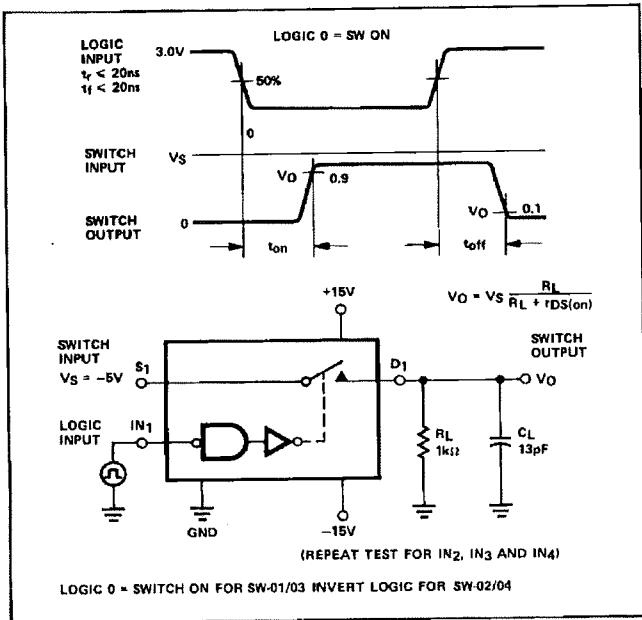 LOGIC 0 = SW ON
LOGIC
INPUT
tr < 20ns
tf < 20ns
3.0V
50%
0
SWITCH
INPUT
VS
VO
0.9
SWITCH
OUTPUT
0
VO
0.1
ton
toff
VO = VS RL
RL + rDS(on)
+15V
SWITCH
INPUT
VS = –5V
S1
D1
SWITCH
OUTPUT
VO
LOGIC
INPUT
IN1
RL
1kΩ
CL
13pF
GND
–15V
(REPEAT TEST FOR IN2, IN3 AND IN4)
LOGIC 0 = SWITCH ON FOR SW-01/03 INVERT LOGIC FOR SW-02/04